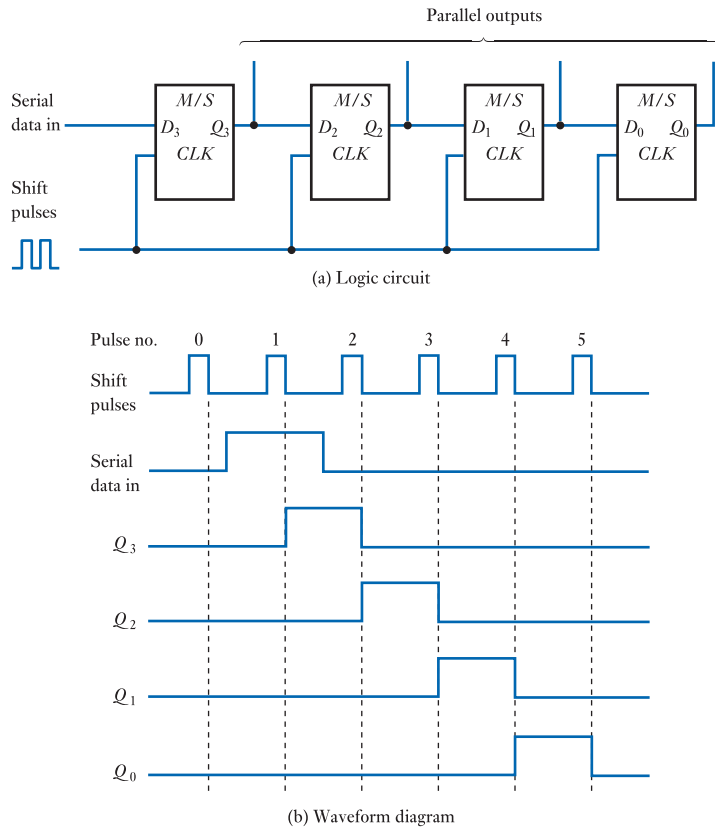 Parallel outputs
M/S M/S M/S M/S
Serial
data in
D₃ Q₃ D₂ Q₂ D₁ Q₁ D₀ Q₀
CLK CLK CLK CLK
Shift
pulses
(a) Logic circuit
Pulse no. 0 1 2 3 4 5
Shift
pulses
Serial
data in
Q₃
Q₂
Q₁
Q₀
(b) Waveform diagram